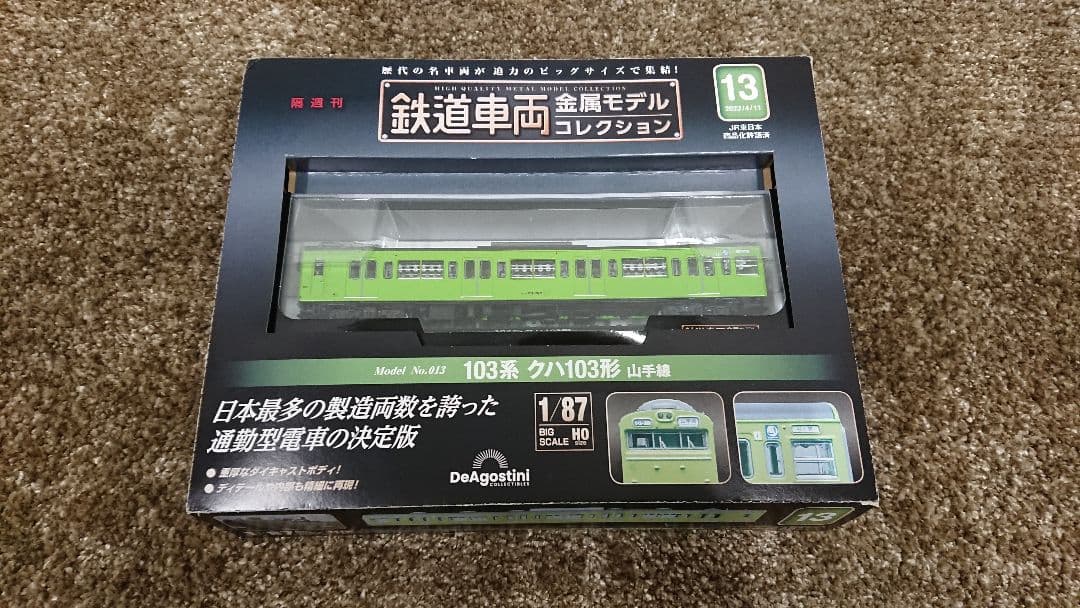 歴代の名車両が迫力のビッグサイズで集結!
HIGH QUALITY METAL MODEL COLLECTION
隔週刊
鉄道車両
金属モデル
コレクション
13
2023/4/11
JR東日本
商品化許諾済
Model No.013
103系 クハ103形 山手線
日本最多の製造両数を誇った
通勤型電車の決定版
● 重厚なダイキャストボディ!
● ディテールや内部も精細に再現!
1/87
BIG
SCALE
HO
size
DeAgostini
COLLECTIBLES
13